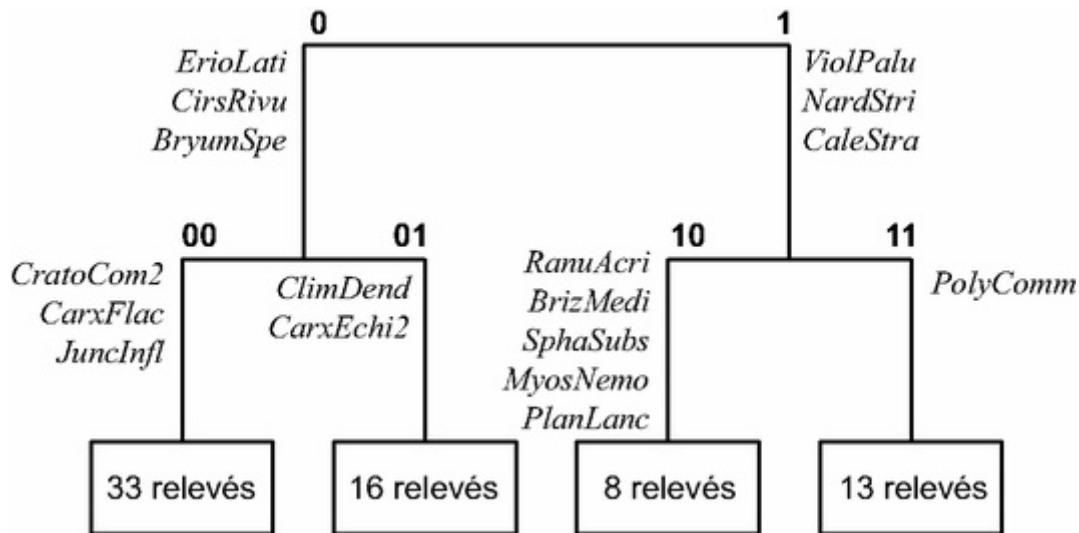 0
1
ErioLati
CirsRivu
BryumSpe
ViolPalu
NardStri
CaleStra
00
01
10
11
CratoCom2
CarxFlac
JuncInfl
ClimDend
CarxEchi2
RanuAcri
BrizMedi
SphaSubs
MyosNemo
PlanLanc
PolyComm
33 relevés
16 relevés
8 relevés
13 relevés